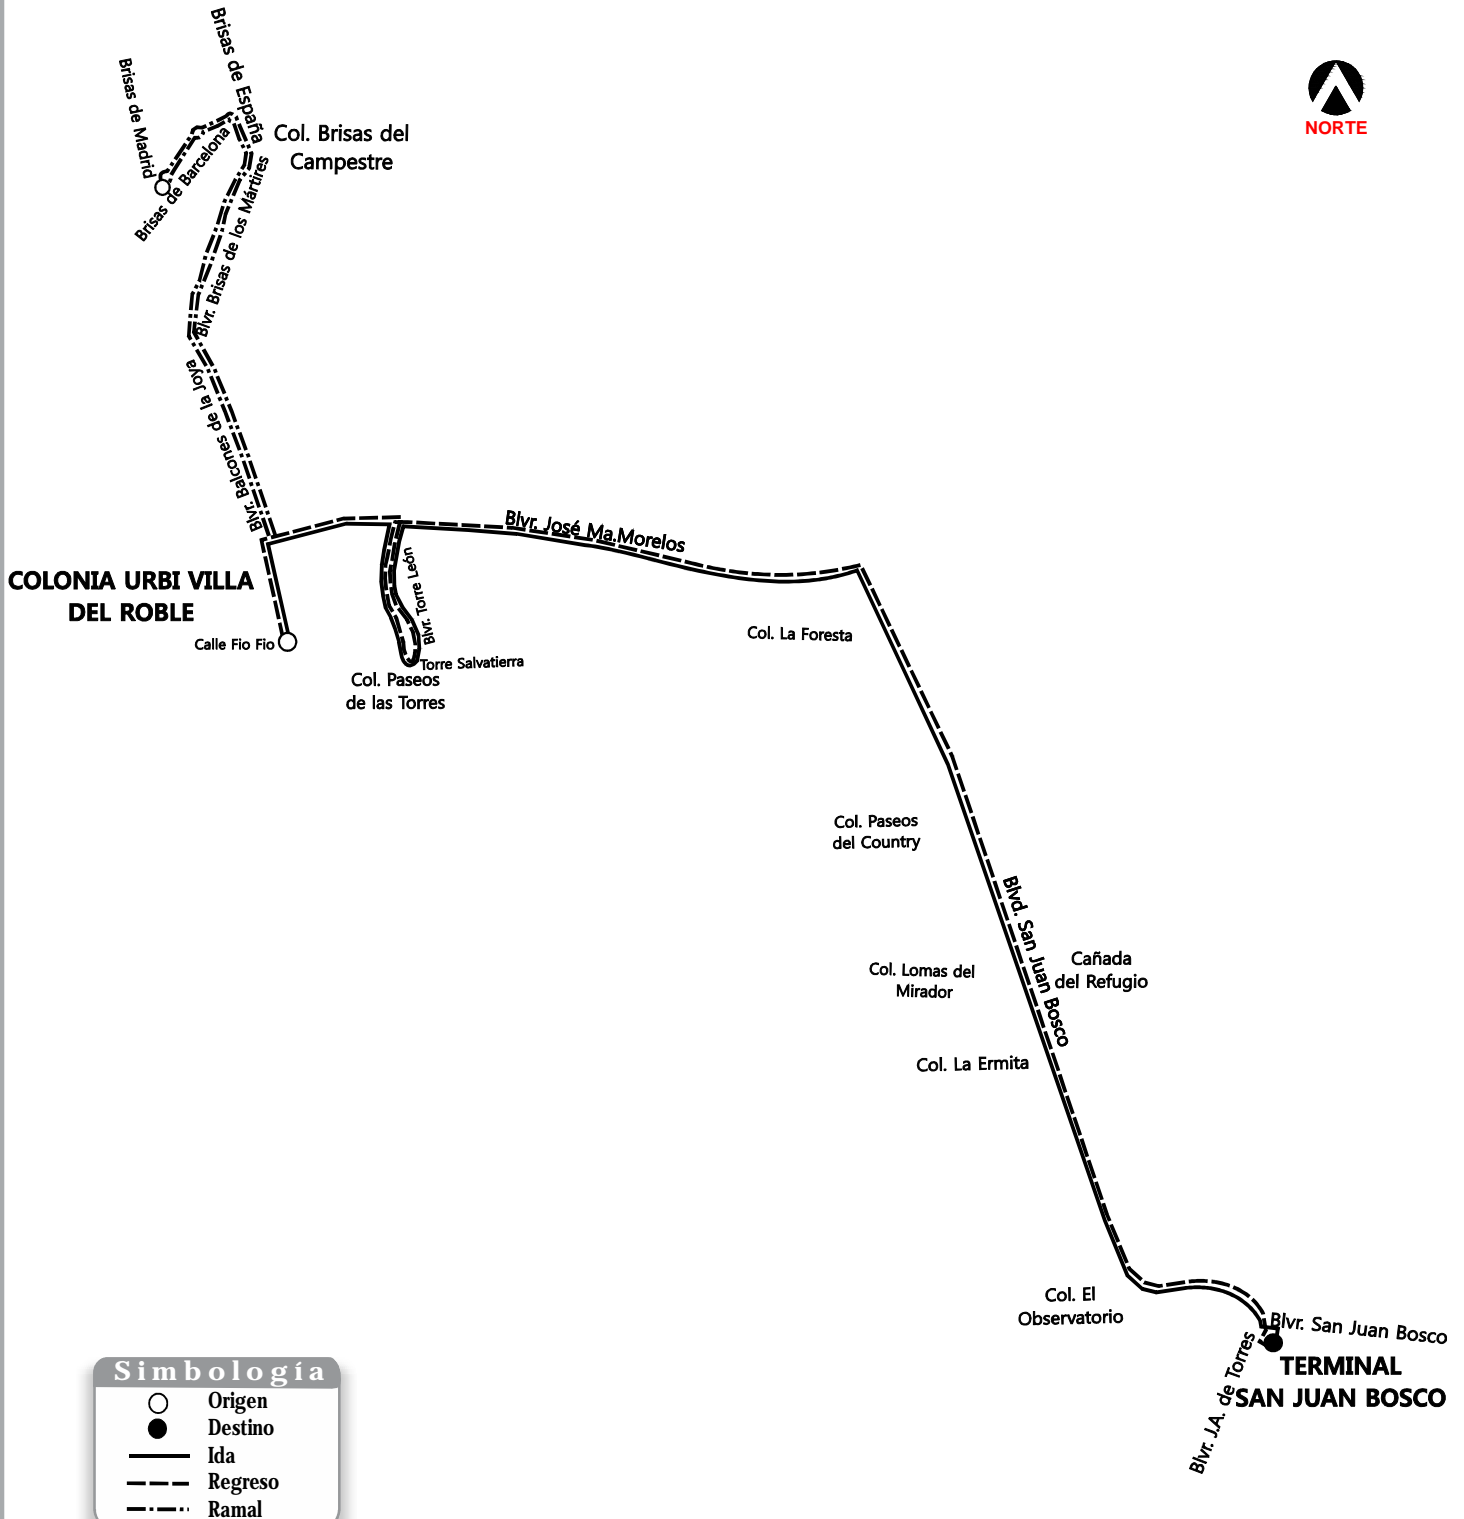 Brisas de España
Brisas de Madrid
NORTE
Col. Brisas del
Campestre
Brisas de Barcelona
Blvr. Brisas de los Mártires
Blvr. Balcones de la Joya
Blvr. José Ma.Morelos
Blvr. Torre León
COLONIA URBI VILLA
DEL ROBLE
Calle Fio Fio
Torre Salvatierra
Col. Paseos
de las Torres
Col. La Foresta
Col. Paseos
del Country
Blvd. San Juan Bosco
Cañada
del Refugio
Col. Lomas del
Mirador
Col. La Ermita
Col. El
Observatorio
Blvr. San Juan Bosco
Blvr. J.A. de Torres
TERMINAL
SAN JUAN BOSCO
Simbología
Origen
Destino
Ida
Regreso
Ramal